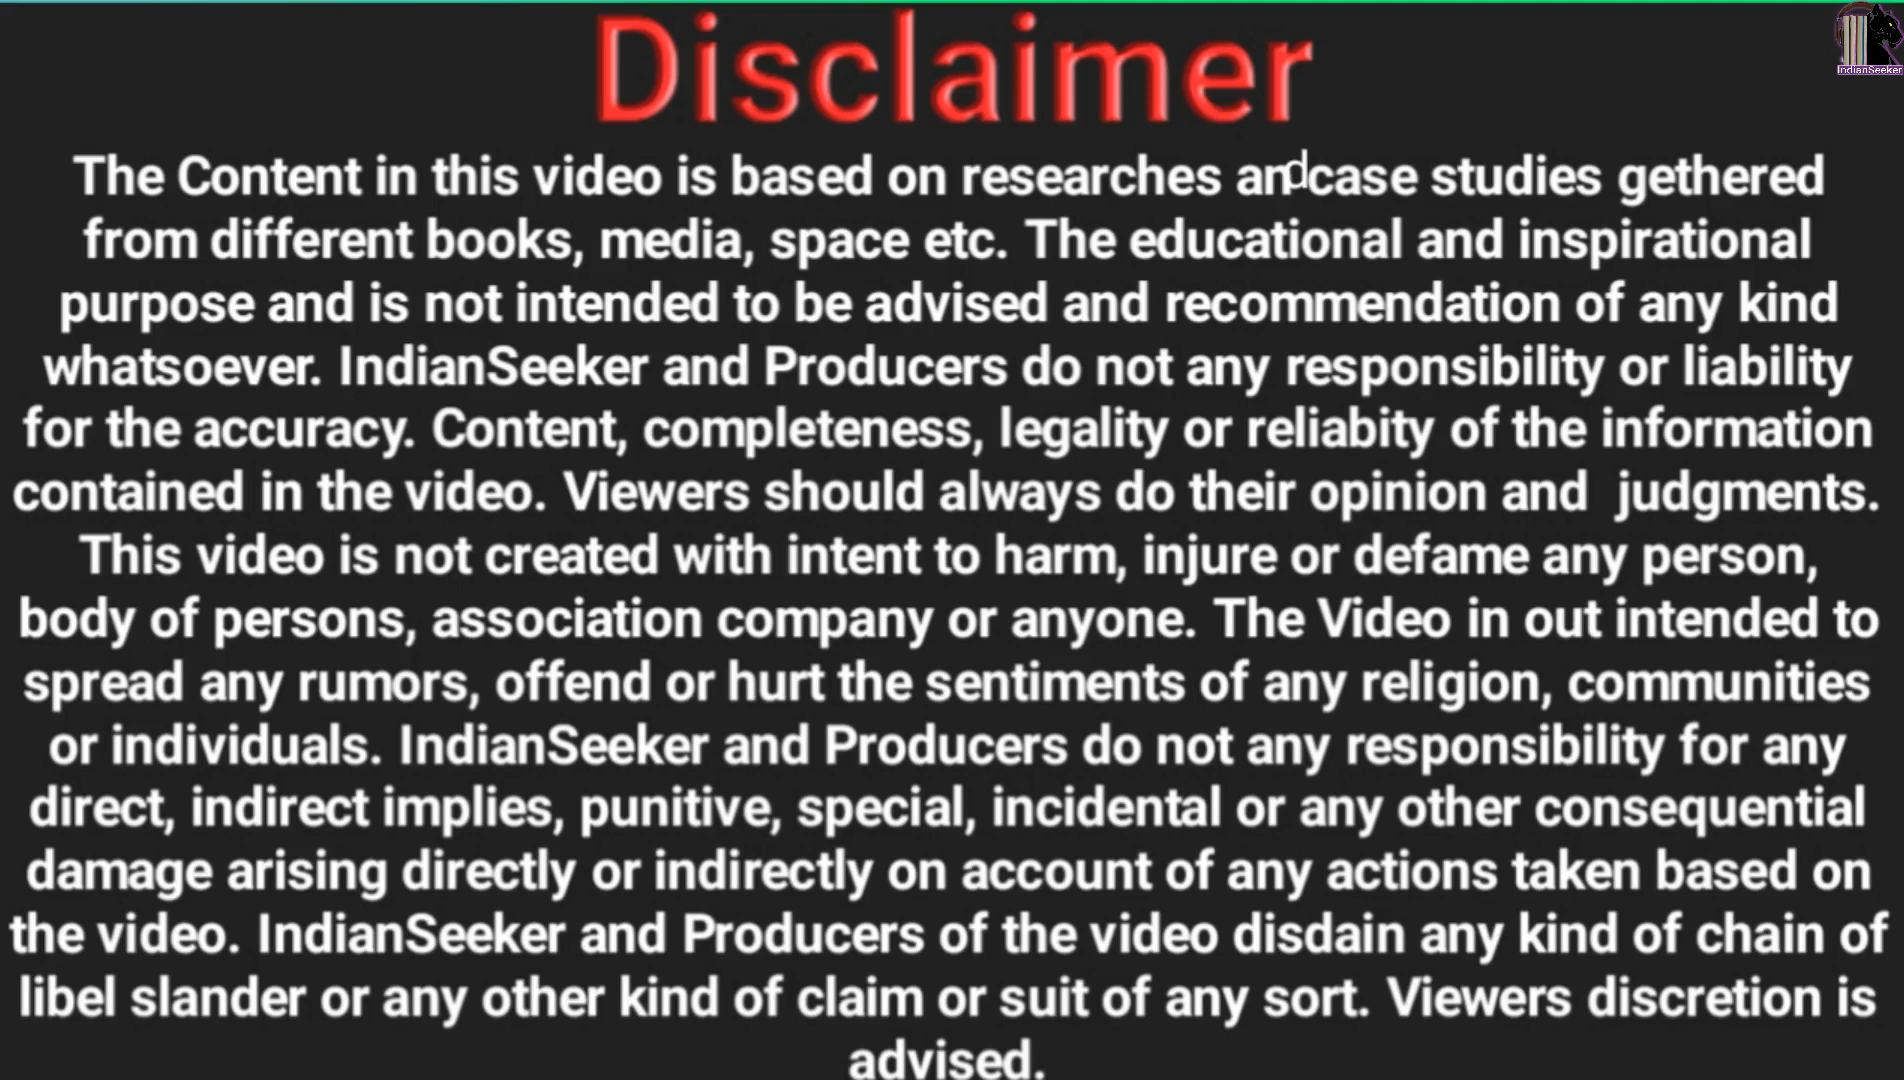 Disclaimer
IndianSeeker
The Content in this video is based on researches and case studies gethered
from different books, media, space etc. The educational and inspirational
purpose and is not intended to be advised and recommendation of any kind
whatsoever. IndianSeeker and Producers do not any responsibility or liability
for the accuracy. Content, completeness, legality or reliabity of the information
contained in the video. Viewers should always do their opinion and judgments.
This video is not created with intent to harm, injure or defame any person,
body of persons, association company or anyone. The Video in out intended to
spread any rumors, offend or hurt the sentiments of any religion, communities
or individuals. IndianSeeker and Producers do not any responsibility for any
direct, indirect implies, punitive, special, incidental or any other consequential
damage arising directly or indirectly on account of any actions taken based on
the video. IndianSeeker and Producers of the video disdain any kind of chain of
libel slander or any other kind of claim or suit of any sort. Viewers discretion is
advised.